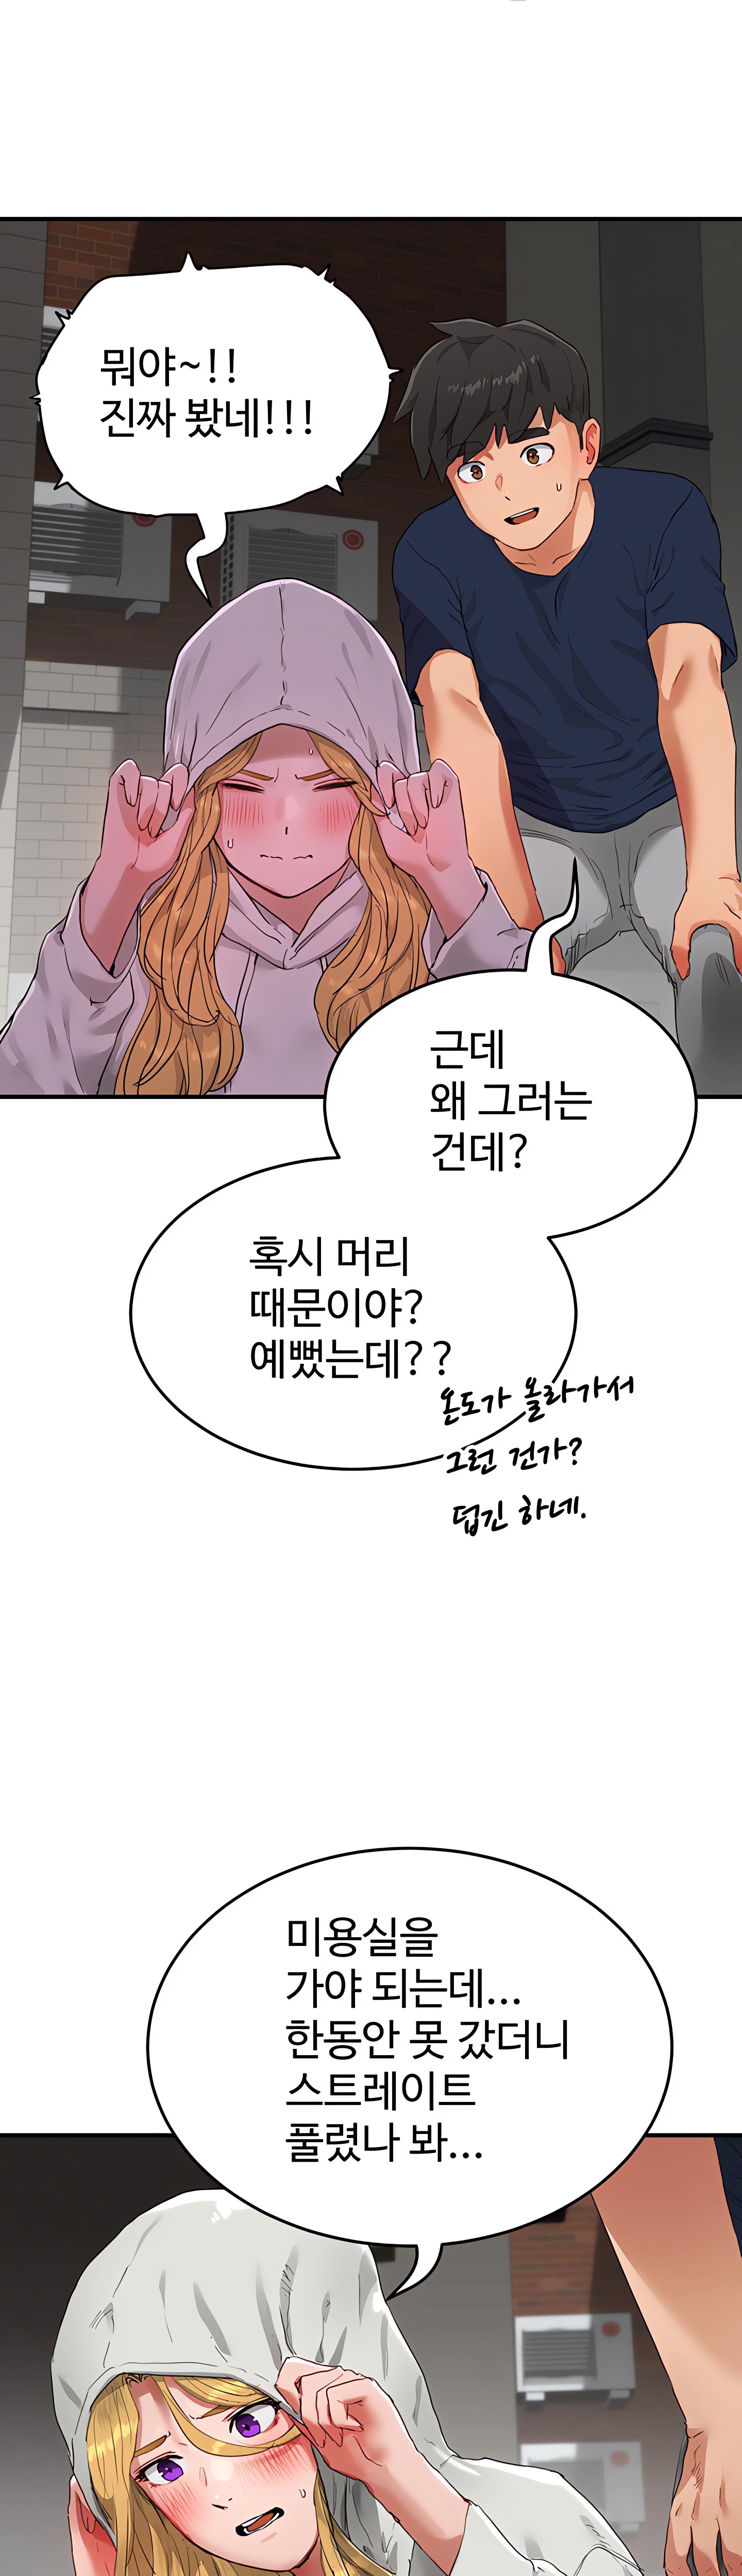 뭐야~!!
진짜 봤네!!!
근데
왜 그러는
건데?
혹시 머리
때문이야?
예뻤는데??
온도가 올라가서
그런 건가?
덥긴 하네.
미용실을
가야 되는데...
한동안 못 갔더니
스트레이트
풀렸나 봐...